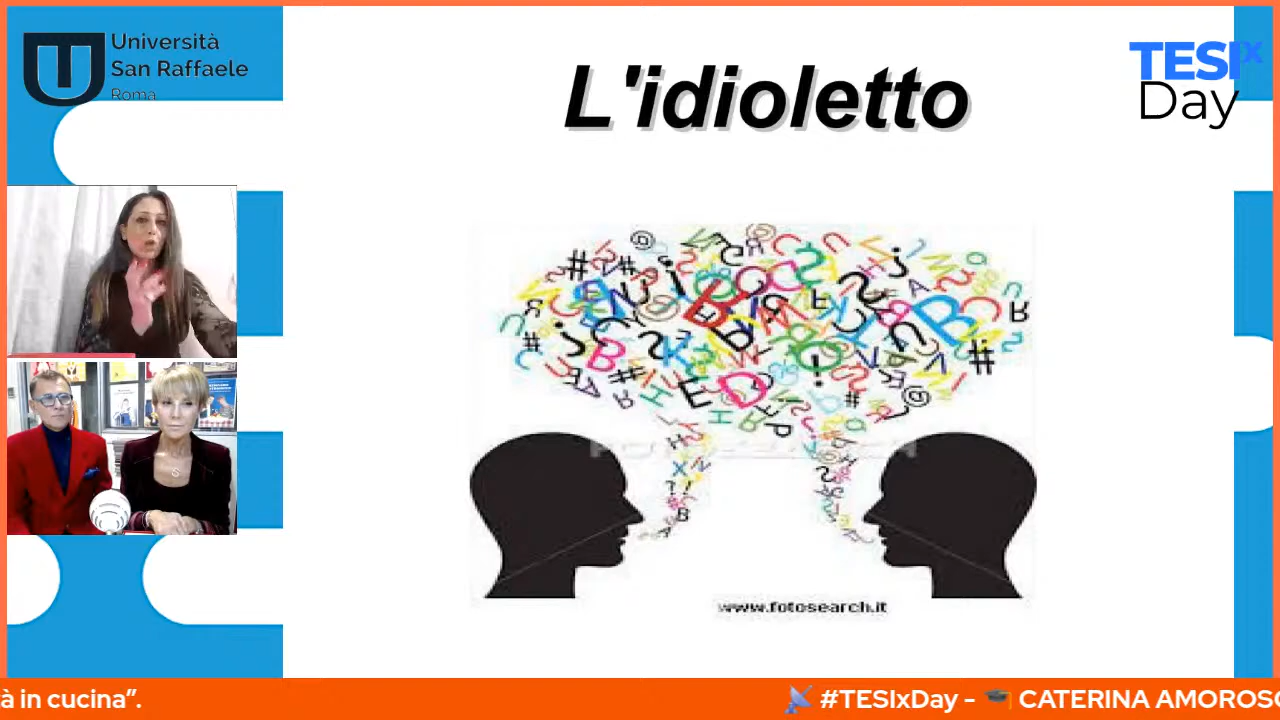 Università
San Raffaele
Roma
TESIx
Day
L'idioletto
www.fotosearch.it
à in cucina”.
#TESIxDay - 🎓 CATERINA AMOROSO